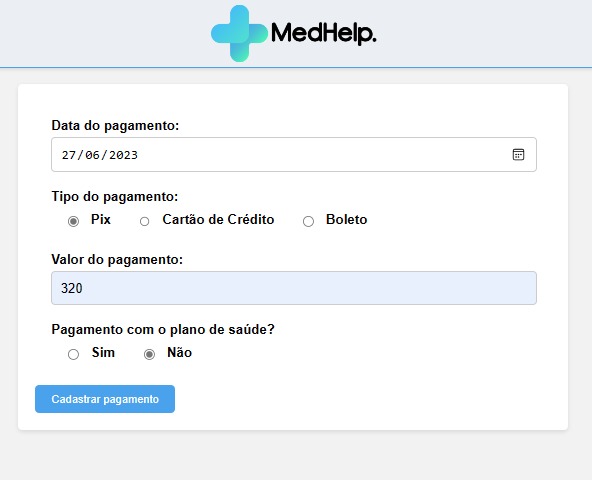 MedHelp.
Data do pagamento:
27/06/2023
Tipo do pagamento:
Pix Cartão de Crédito Boleto
Valor do pagamento:
320
Pagamento com o plano de saúde?
Sim Não
Cadastrar pagamento